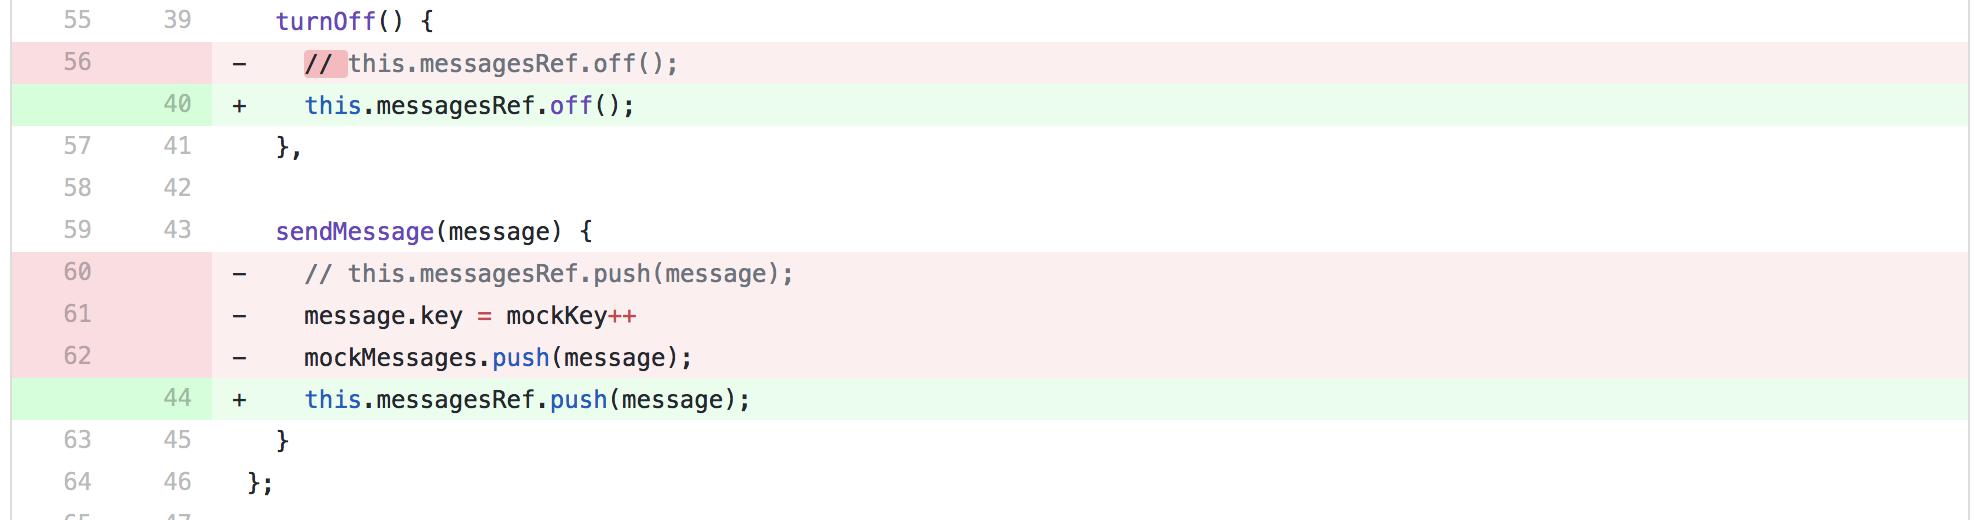 55 39 turnOff() {
56 - // this.messagesRef.off();
40 + this.messagesRef.off();
57 41 },
58 42
59 43 sendMessage(message) {
60 - // this.messagesRef.push(message);
61 - message.key = mockKey++
62 - mockMessages.push(message);
44 + this.messagesRef.push(message);
63 45 }
64 46 };
65 47